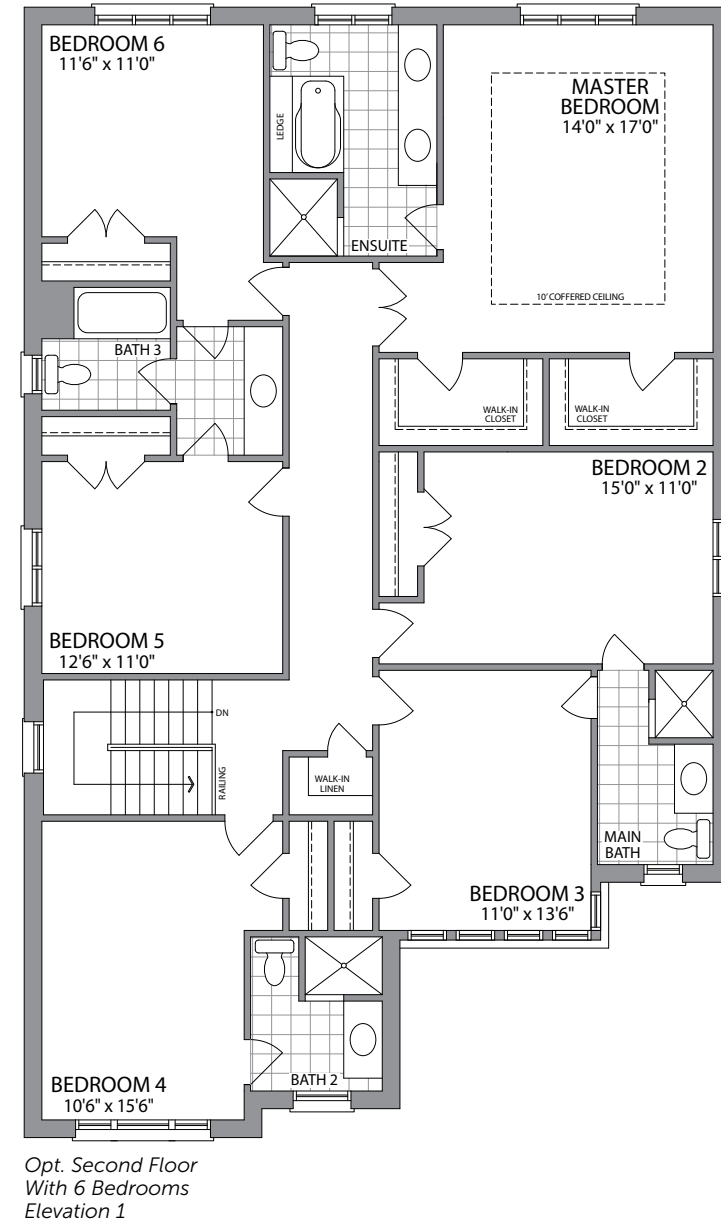 BEDROOM 6
11'6" x 11'0"
LEDGE
ENSUITE
MASTER
BEDROOM
14'0" x 17'0"
10' COFFERED CEILING
BATH 3
WALK-IN
CLOSET
WALK-IN
CLOSET
BEDROOM 2
15'0" x 11'0"
BEDROOM 5
12'6" x 11'0"
DN
RAILING
WALK-IN
LINEN
MAIN
BATH
BEDROOM 3
11'0" x 13'6"
BEDROOM 4
10'6" x 15'6"
BATH 2
Opt. Second Floor
With 6 Bedrooms
Elevation 1